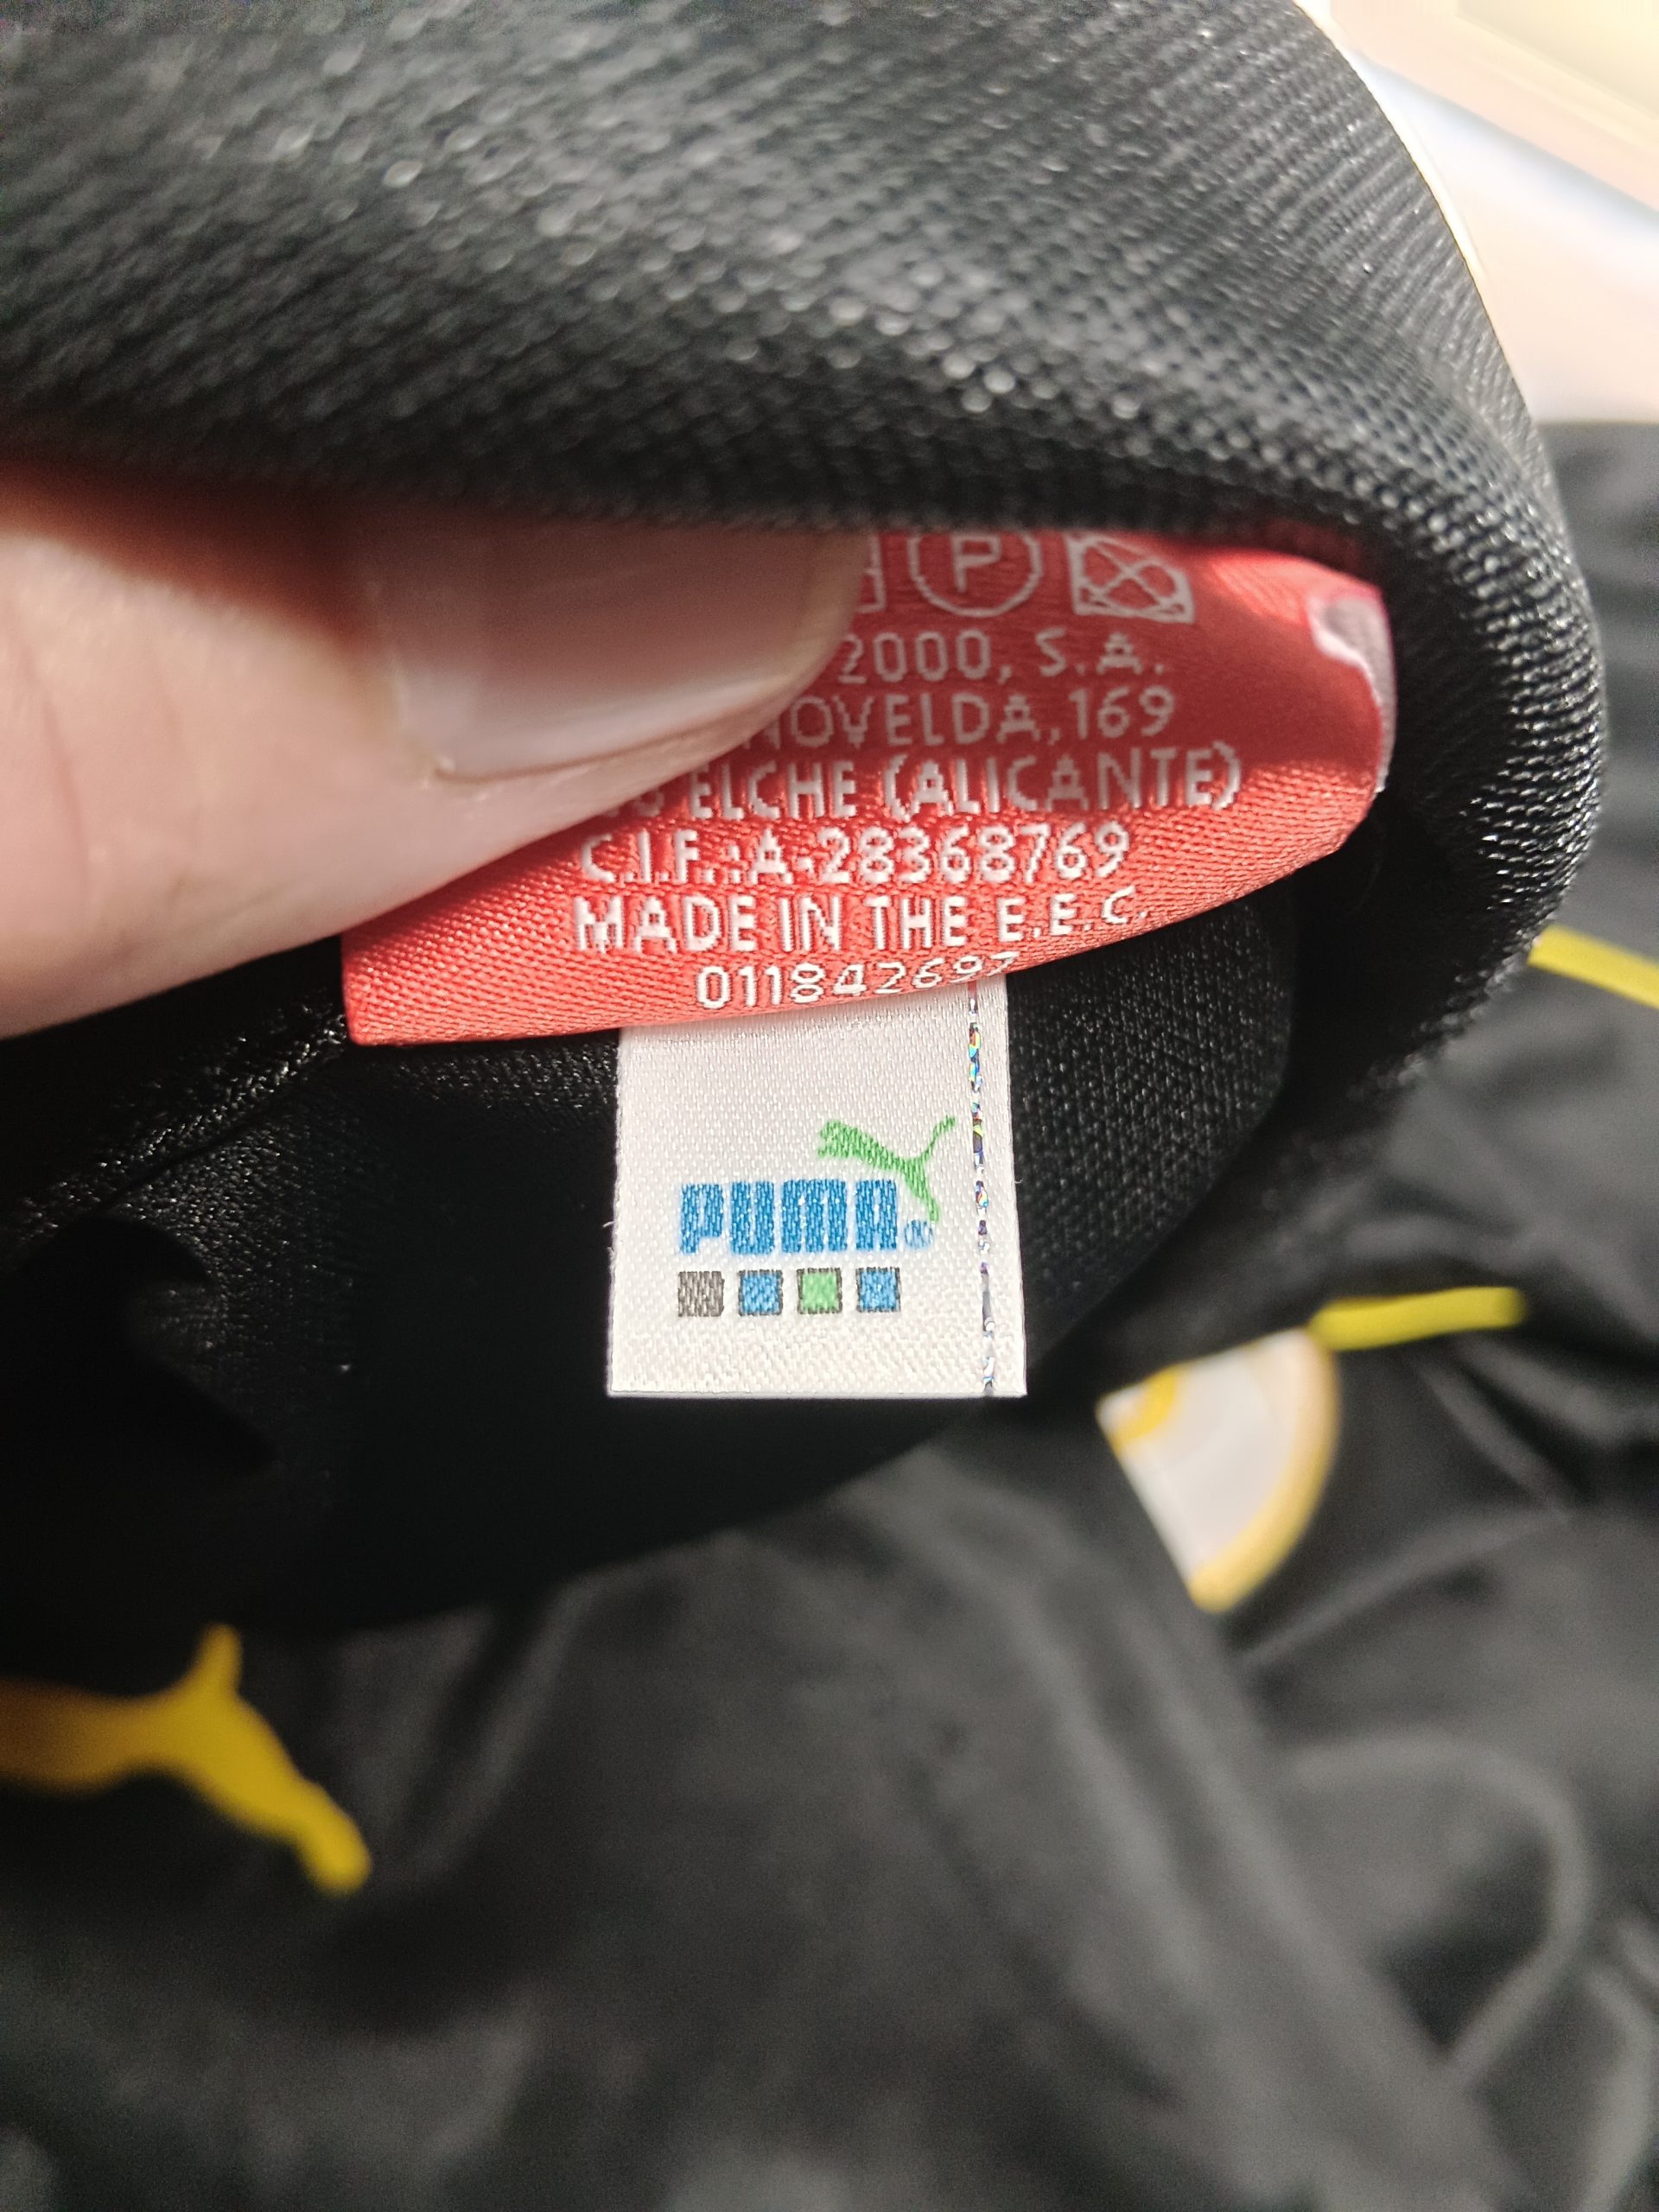 P
2000, S.A.
NOVELDA,169
ELCHE (ALICANTE)
C.I.F.:A-28368769
MADE IN THE E.E.C.
011842697
PUMA®